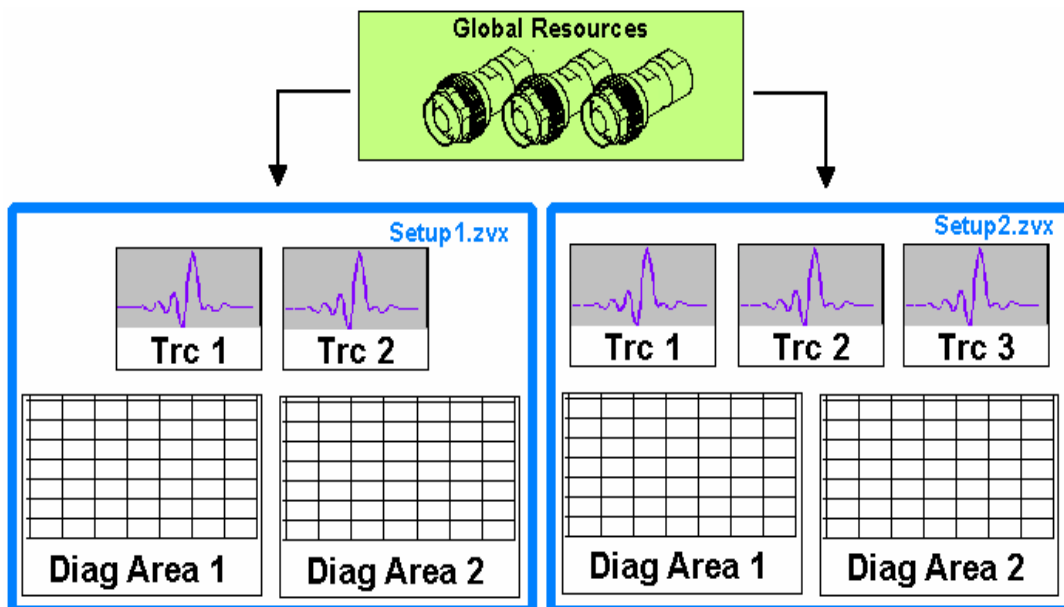 Global Resources
Setup1.zvx
Trc 1
Trc 2
Diag Area 1
Diag Area 2
Setup2.zvx
Trc 1
Trc 2
Trc 3
Diag Area 1
Diag Area 2